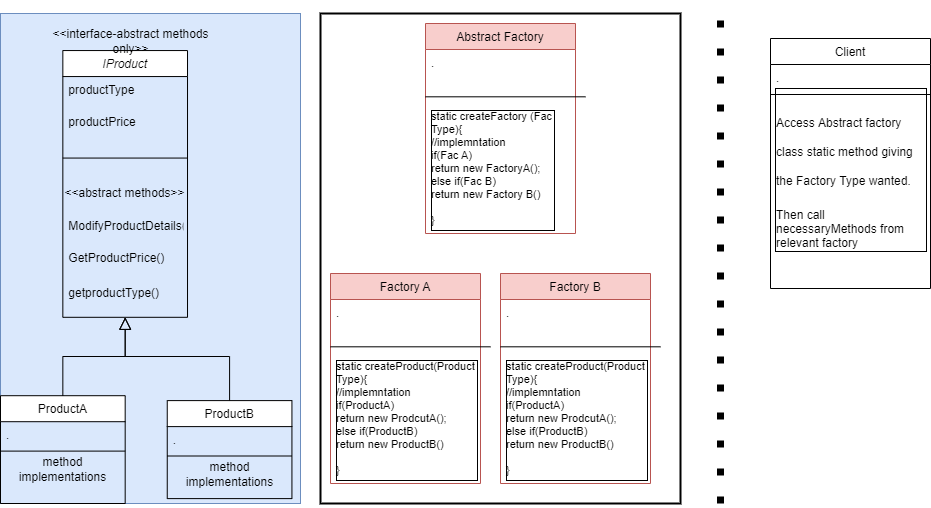 <<interface-abstract methods
only>>
IProduct
productType
productPrice
<<abstract methods>>
ModifyProductDetails(
GetProductPrice()
getproductType()
ProductA
.
method
implementations
ProductB
.
method
implementations
Abstract Factory
.
static createFactory (Fac
Type){
//implemntation
if(Fac A)
return new FactoryA();
else if(Fac B)
return new Factory B()
}
Factory A
.
static createProduct(Product
Type){
//implemntation
if(ProductA)
return new ProdcutA();
else if(ProductB)
return new ProductB()
}
Factory B
.
static createProduct(Product
Type){
//implemntation
if(ProductA)
return new ProdcutA();
else if(ProductB)
return new ProductB()
}
Client
.
Access Abstract factory
class static method giving
the Factory Type wanted.
Then call
necessaryMethods from
relevant factory